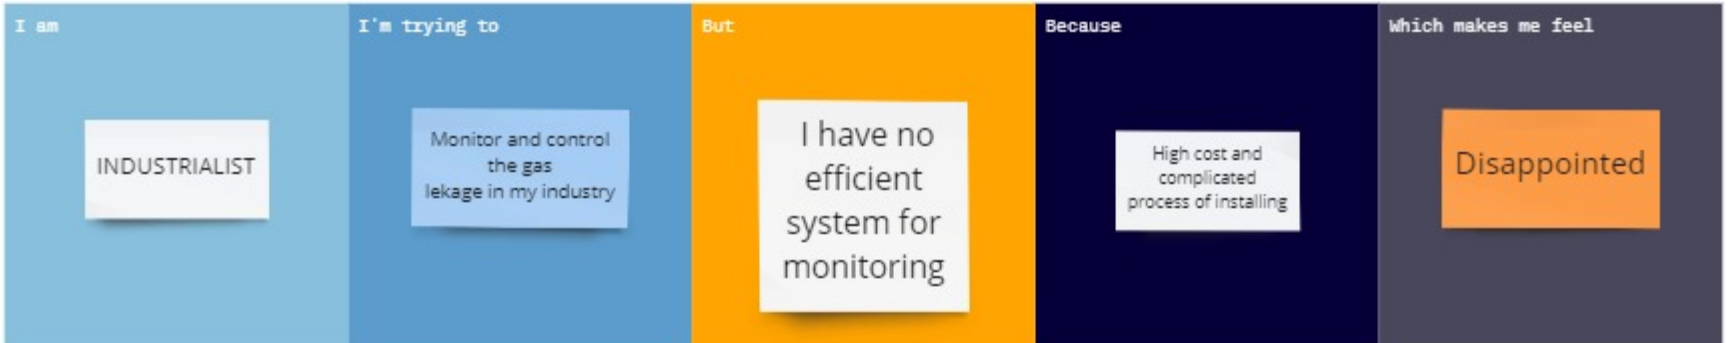 I am
INDUSTRIALIST
I'm trying to
Monitor and control
the gas
lekage in my industry
But
I have no
efficient
system for
monitoring
Because
High cost and
complicated
process of installing
Which makes me feel
Disappointed